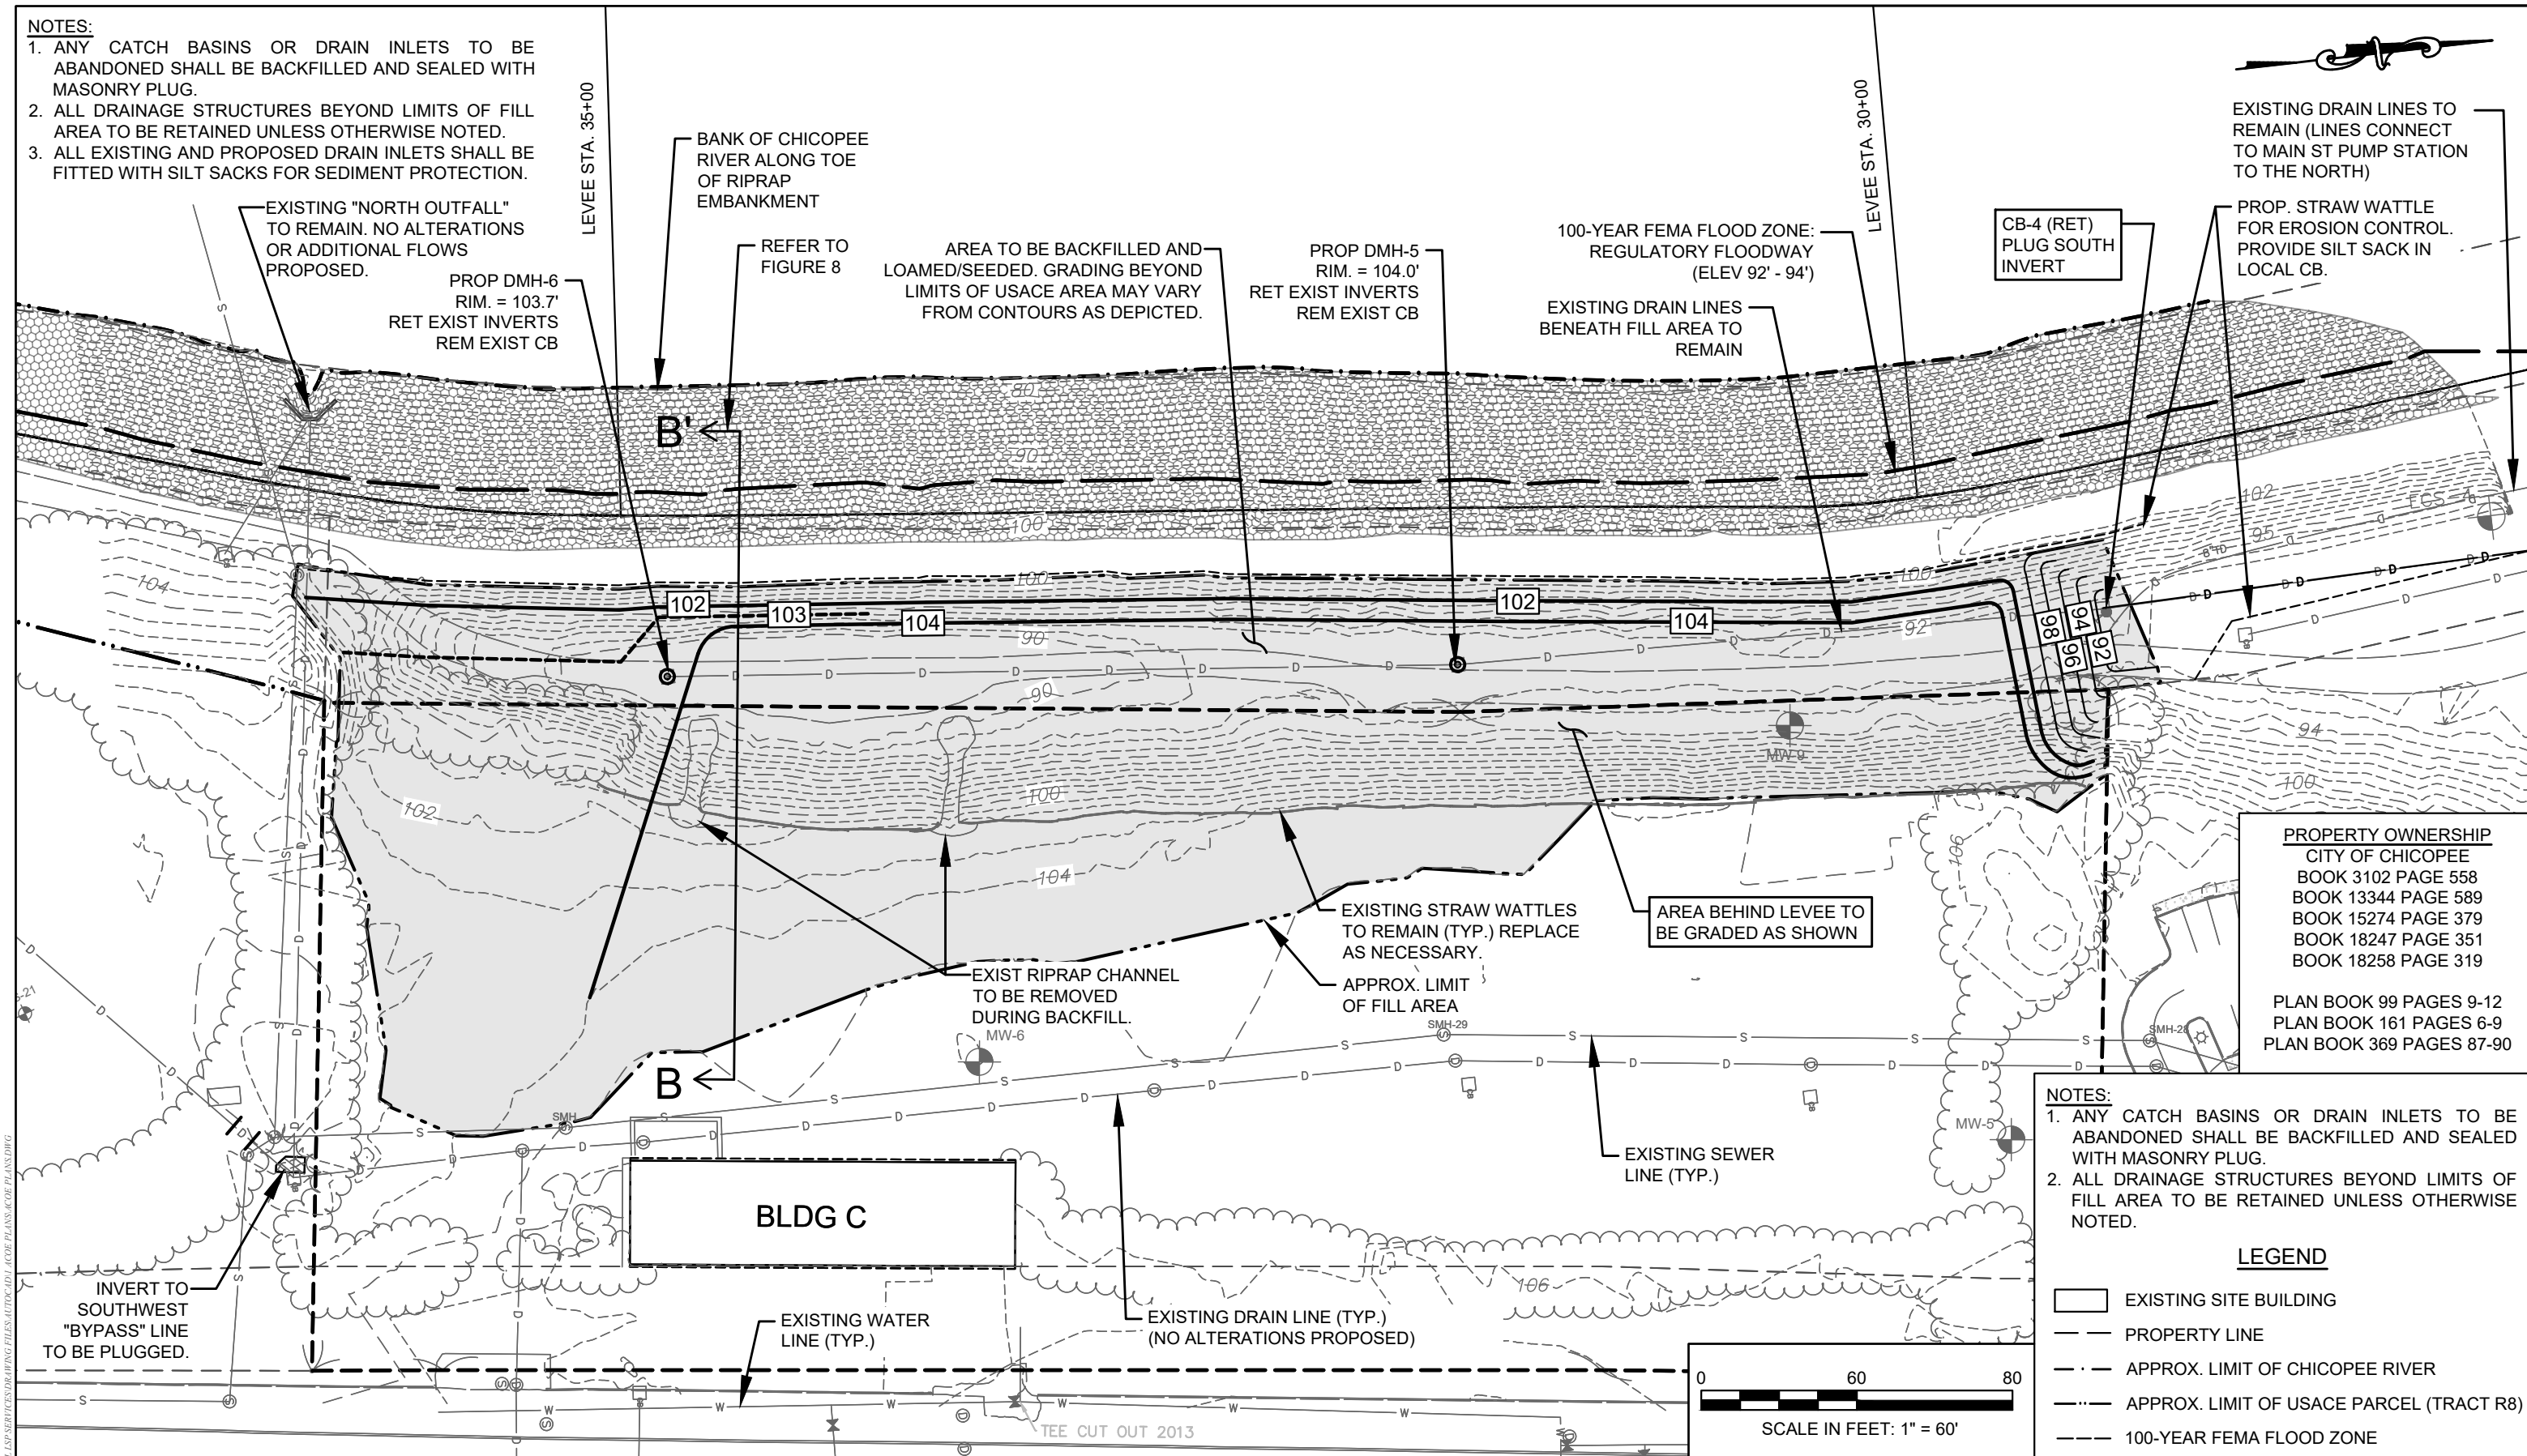 NOTES:
1. ANY CATCH BASINS OR DRAIN INLETS TO BE
ABANDONED SHALL BE BACKFILLED AND SEALED WITH
MASONRY PLUG.
2. ALL DRAINAGE STRUCTURES BEYOND LIMITS OF FILL
AREA TO BE RETAINED UNLESS OTHERWISE NOTED.
3. ALL EXISTING AND PROPOSED DRAIN INLETS SHALL BE
FITTED WITH SILT SACKS FOR SEDIMENT PROTECTION.
EXISTING "NORTH OUTFALL"
TO REMAIN. NO ALTERATIONS
OR ADDITIONAL FLOWS
PROPOSED.
PROP DMH-6
RIM. = 103.7'
RET EXIST INVERTS
REM EXIST CB
LEVEE STA. 35+00
BANK OF CHICOPEE
RIVER ALONG TOE
OF RIPRAP
EMBANKMENT
REFER TO
FIGURE 8
AREA TO BE BACKFILLED AND
LOAMED/SEEDED. GRADING BEYOND
LIMITS OF USACE AREA MAY VARY
FROM CONTOURS AS DEPICTED.
PROP DMH-5
RIM. = 104.0'
RET EXIST INVERTS
REM EXIST CB
100-YEAR FEMA FLOOD ZONE:
REGULATORY FLOODWAY
(ELEV 92' - 94')
EXISTING DRAIN LINES
BENEATH FILL AREA TO
REMAIN
LEVEE STA. 30+00
CB-4 (RET)
PLUG SOUTH
INVERT
EXISTING DRAIN LINES TO
REMAIN (LINES CONNECT
TO MAIN ST PUMP STATION
TO THE NORTH)
PROP. STRAW WATTLE
FOR EROSION CONTROL.
PROVIDE SILT SACK IN
LOCAL CB.
B'
90
100
102
95
104
100
100
102
103
104
102
104
90
92
98
96
94
92
90
MW-9
94
100
102
100
104
106
EXISTING STRAW WATTLES
TO REMAIN (TYP.) REPLACE
AS NECESSARY.
APPROX. LIMIT
OF FILL AREA
AREA BEHIND LEVEE TO
BE GRADED AS SHOWN
EXIST RIPRAP CHANNEL
TO BE REMOVED
DURING BACKFILL.
MW-6
SMH-29
B
SMH
MW-5
EXISTING SEWER
LINE (TYP.)
BLDG C
INVERT TO
SOUTHWEST
"BYPASS" LINE
TO BE PLUGGED.
EXISTING WATER
LINE (TYP.)
EXISTING DRAIN LINE (TYP.)
(NO ALTERATIONS PROPOSED)
106
TEE CUT OUT 2013
PROPERTY OWNERSHIP
CITY OF CHICOPEE
BOOK 3102 PAGE 558
BOOK 13344 PAGE 589
BOOK 15274 PAGE 379
BOOK 18247 PAGE 351
BOOK 18258 PAGE 319
PLAN BOOK 99 PAGES 9-12
PLAN BOOK 161 PAGES 6-9
PLAN BOOK 369 PAGES 87-90
NOTES:
1. ANY CATCH BASINS OR DRAIN INLETS TO BE
ABANDONED SHALL BE BACKFILLED AND SEALED
WITH MASONRY PLUG.
2. ALL DRAINAGE STRUCTURES BEYOND LIMITS OF
FILL AREA TO BE RETAINED UNLESS OTHERWISE
NOTED.
LEGEND
EXISTING SITE BUILDING
PROPERTY LINE
APPROX. LIMIT OF CHICOPEE RIVER
APPROX. LIMIT OF USACE PARCEL (TRACT R8)
100-YEAR FEMA FLOOD ZONE
0 60 80
SCALE IN FEET: 1" = 60'